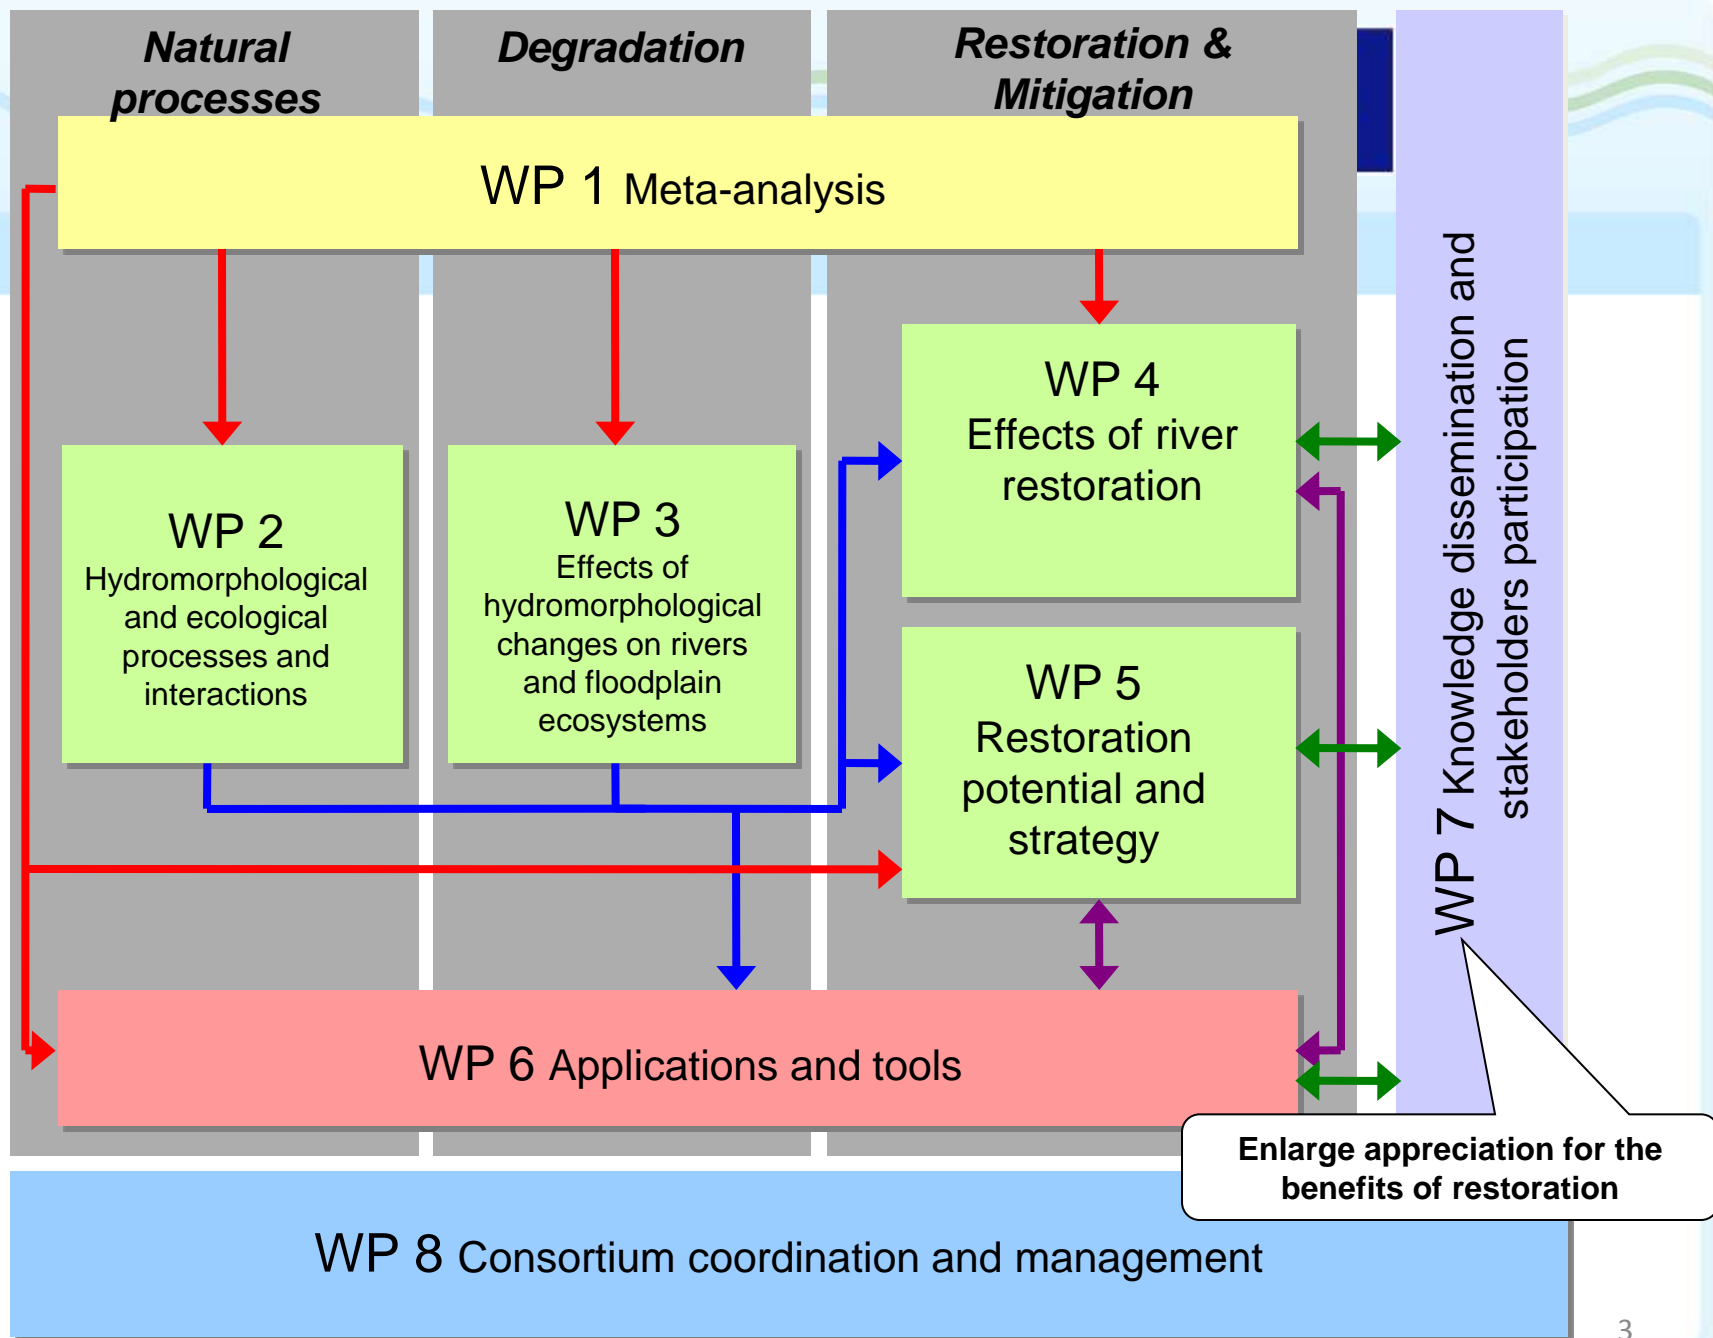 Natural
processes
Degradation
Restoration &
Mitigation
WP 1 Meta-analysis
WP 2
Hydromorphological
and ecological
processes and
interactions
WP 3
Effects of
hydromorphological
changes on rivers
and floodplain
ecosystems
WP 4
Effects of river
restoration
WP 5
Restoration
potential and
strategy
WP 6 Applications and tools
WP 7 Knowledge dissemination and
stakeholders participation
Enlarge appreciation for the
benefits of restoration
WP 8 Consortium coordination and management
3